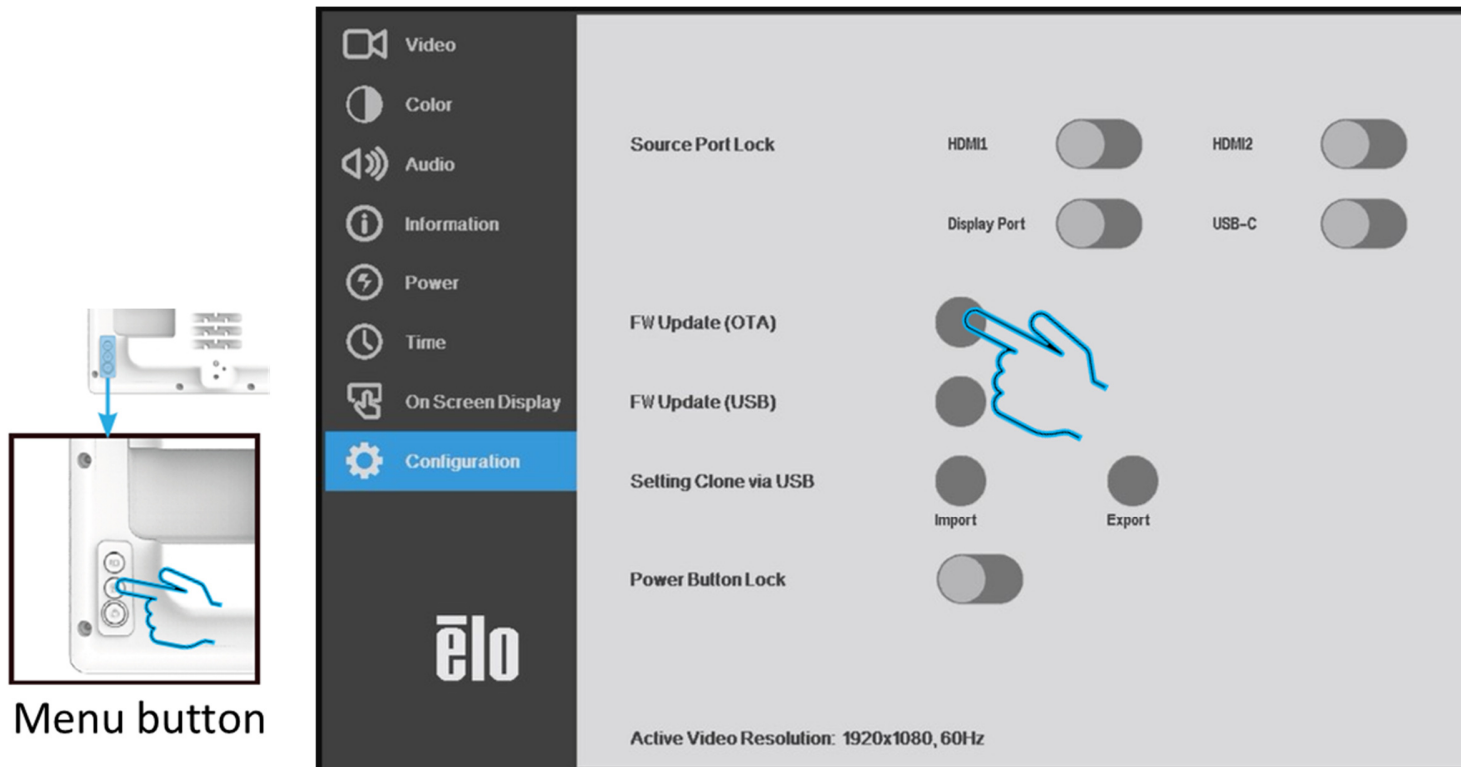 Video
Color
Audio
Information
Power
Time
On Screen Display
Configuration
ēlo
Source Port Lock
HDMI1
HDMI2
Display Port
USB-C
FW Update (OTA)
FW Update (USB)
Setting Clone via USB
Import
Export
Power Button Lock
Active Video Resolution: 1920x1080, 60Hz
Menu button